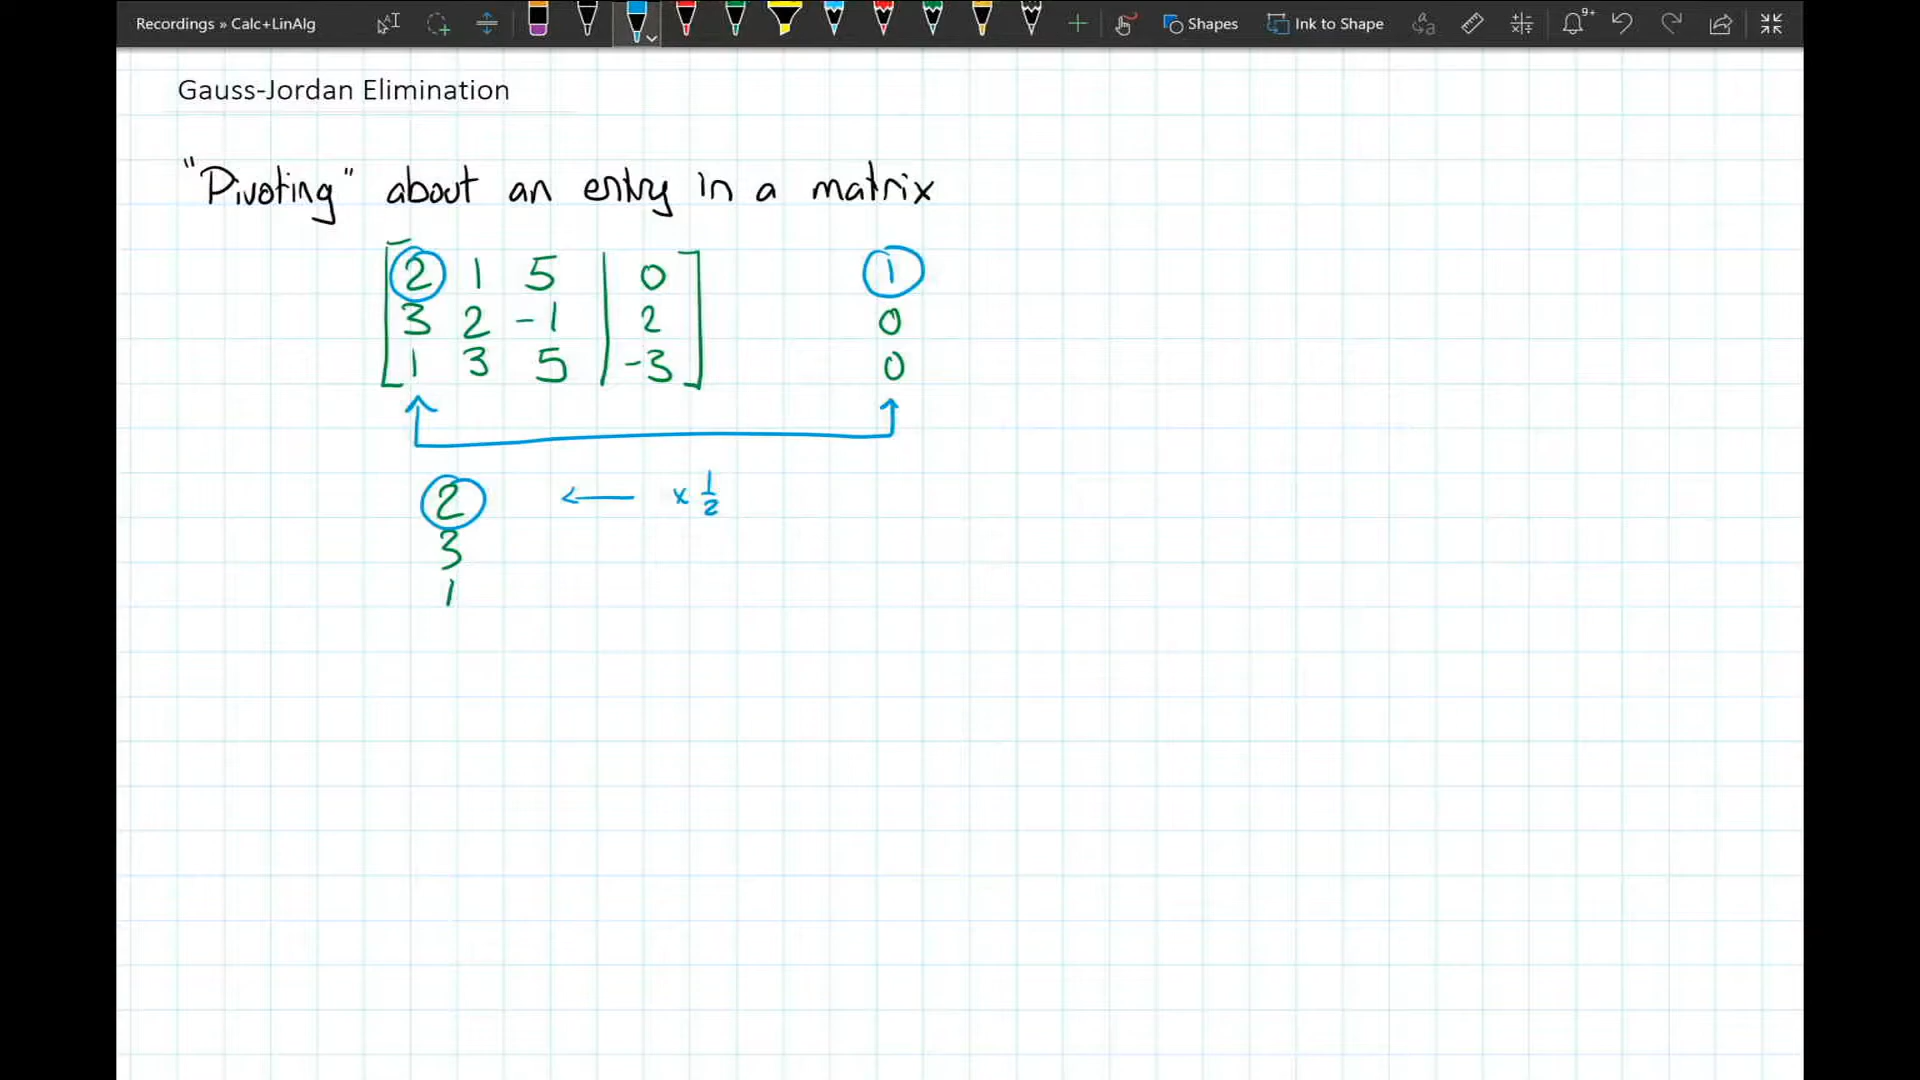 Recordings » Calc+LinAlg Shapes Ink to Shape 9+
Gauss-Jordan Elimination
"Pivoting" about an entry in a matrix
2 1 5 | 0 1
3 2 -1 | 2 0
1 3 5 | -3 0
2 ← x 1/2
3
1